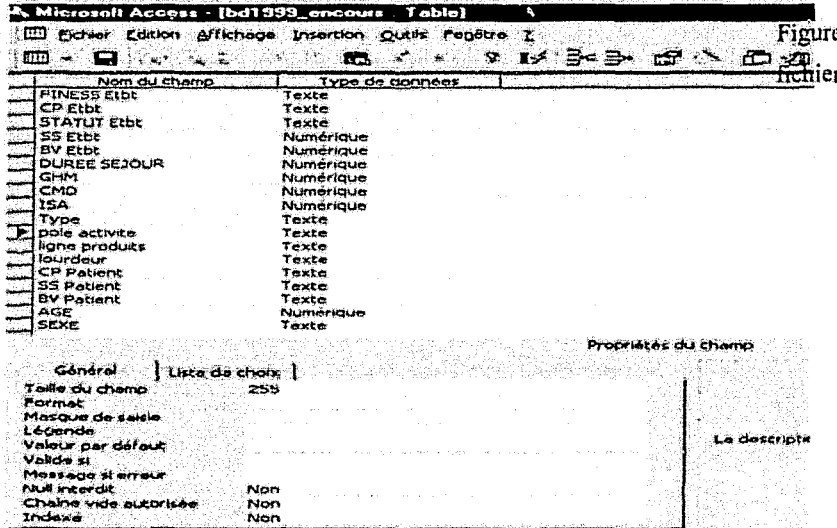 Microsoft Access - [bd1999_encours : Table]
Fichier Edition Affichage Insertion Outils Fenêtre ?
Figure
fichier
Nom du champ Type de données
FINESS Etbt Texte
CP Etbt Texte
STATUT Etbt Texte
SS Etbt Numérique
BV Etbt Numérique
DUREE SEJOUR Numérique
GHM Numérique
CMD Numérique
ISA Numérique
Type Texte
pole activite Texte
ligne produits Texte
lourdeur Texte
CP Patient Texte
SS Patient Texte
BV Patient Texte
AGE Numérique
SEXE Texte
Propriétés du champ
Général Liste de choix
Taille du champ 255
Format
Masque de saisie
Légende
Valeur par défaut
Valide si
Message si erreur
Null interdit Non
Chaîne vide autorisée Non
Indexé Non
La descripti